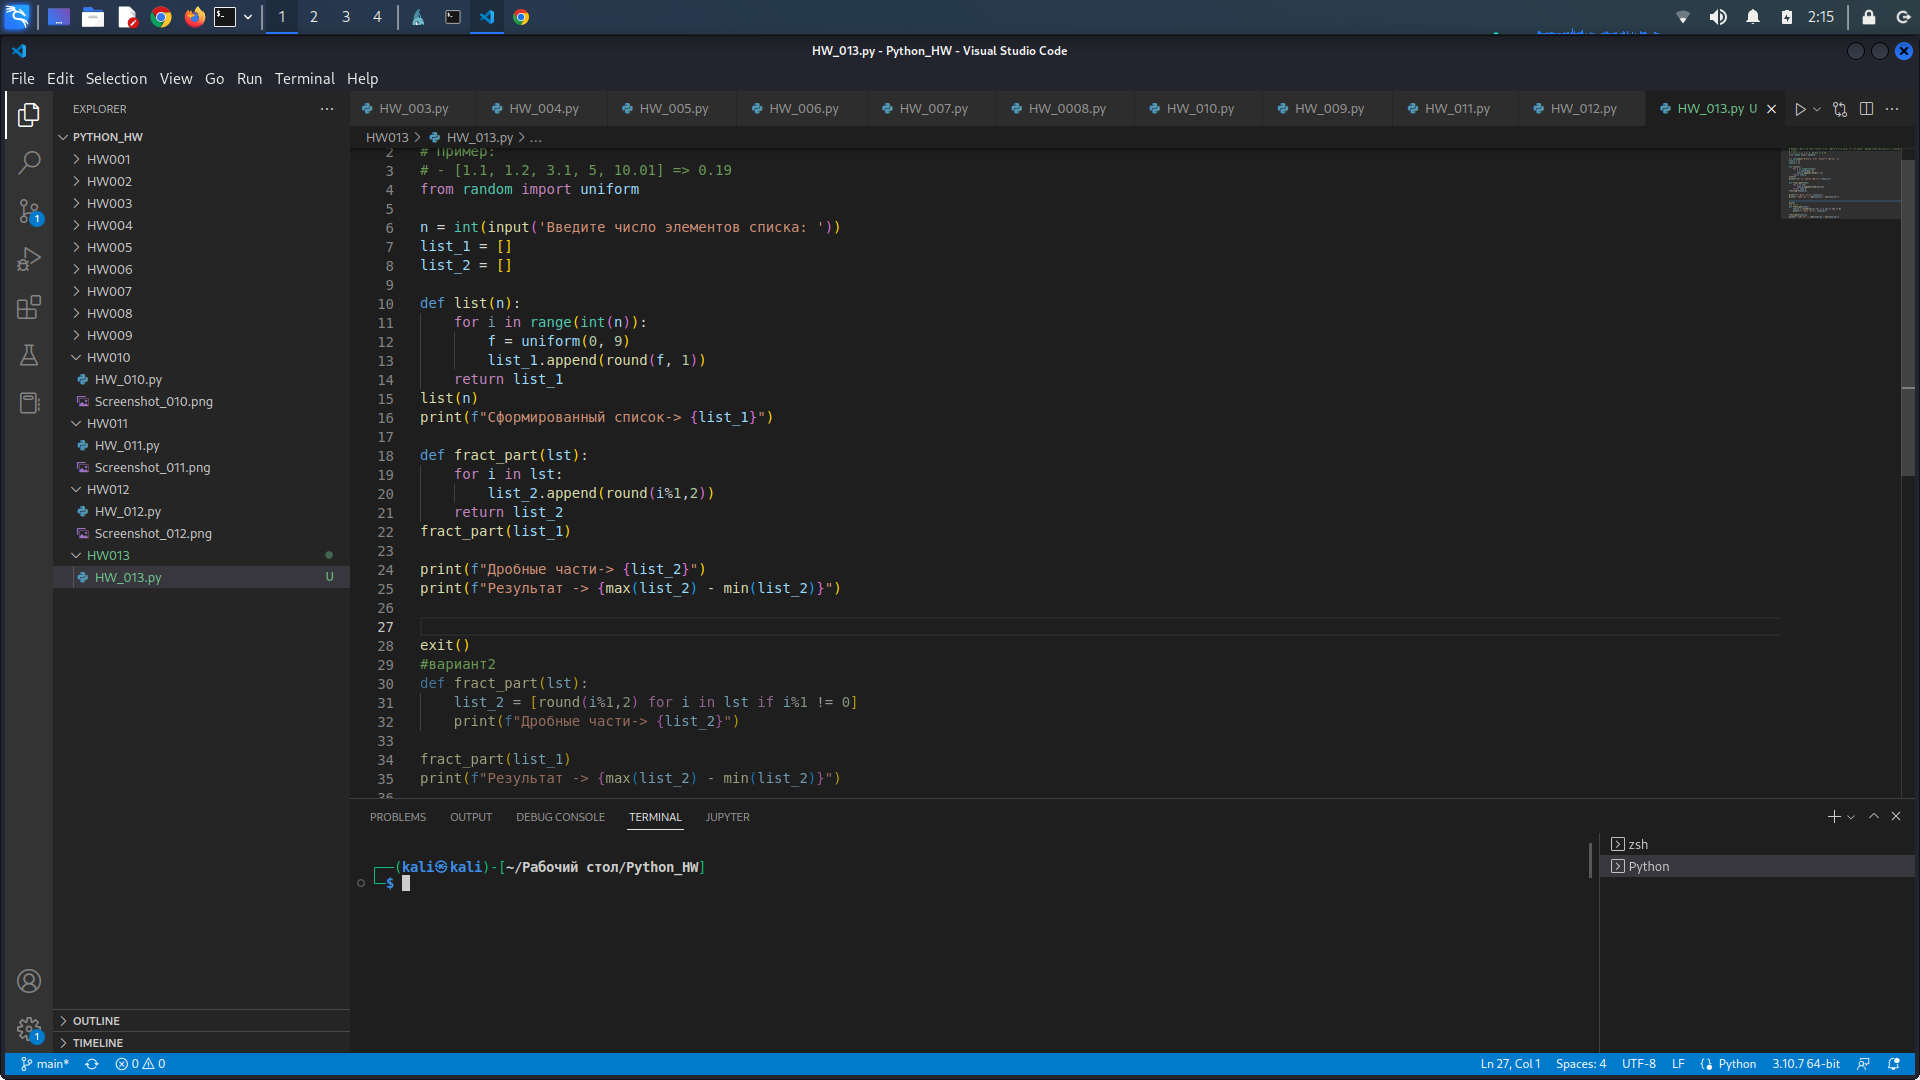 1 2 3 4 2:15
HW_013.py - Python_HW - Visual Studio Code
File Edit Selection View Go Run Terminal Help
EXPLORER
HW_003.py HW_004.py HW_005.py HW_006.py HW_007.py HW_0008.py HW_010.py HW_009.py HW_011.py HW_012.py HW_013.py U
HW013 > HW_013.py > ...
PYTHON_HW
HW001
HW002
HW003
HW004
HW005
HW006
HW007
HW008
HW009
HW010
HW_010.py
Screenshot_010.png
HW011
HW_011.py
Screenshot_011.png
HW012
HW_012.py
Screenshot_012.png
HW013
HW_013.py U
OUTLINE
TIMELINE
2 # Пример:
3 # - [1.1, 1.2, 3.1, 5, 10.01] => 0.19
4 from random import uniform
5
6 n = int(input('Введите число элементов списка: '))
7 list_1 = []
8 list_2 = []
9
10 def list(n):
11 for i in range(int(n)):
12 f = uniform(0, 9)
13 list_1.append(round(f, 1))
14 return list_1
15 list(n)
16 print(f"Сформированный список-> {list_1}")
17
18 def fract_part(lst):
19 for i in lst:
20 list_2.append(round(i%1,2))
21 return list_2
22 fract_part(list_1)
23
24 print(f"Дробные части-> {list_2}")
25 print(f"Результат -> {max(list_2) - min(list_2)}")
26
27
28 exit()
29 #вариант2
30 def fract_part(lst):
31 list_2 = [round(i%1,2) for i in lst if i%1 != 0]
32 print(f"Дробные части-> {list_2}")
33
34 fract_part(list_1)
35 print(f"Результат -> {max(list_2) - min(list_2)}")
36
PROBLEMS OUTPUT DEBUG CONSOLE TERMINAL JUPYTER
(kali㉿kali)-[~/Рабочий стол/Python_HW]
$
zsh
Python
1
1
main* 0 0 Ln 27, Col 1 Spaces: 4 UTF-8 LF Python 3.10.7 64-bit